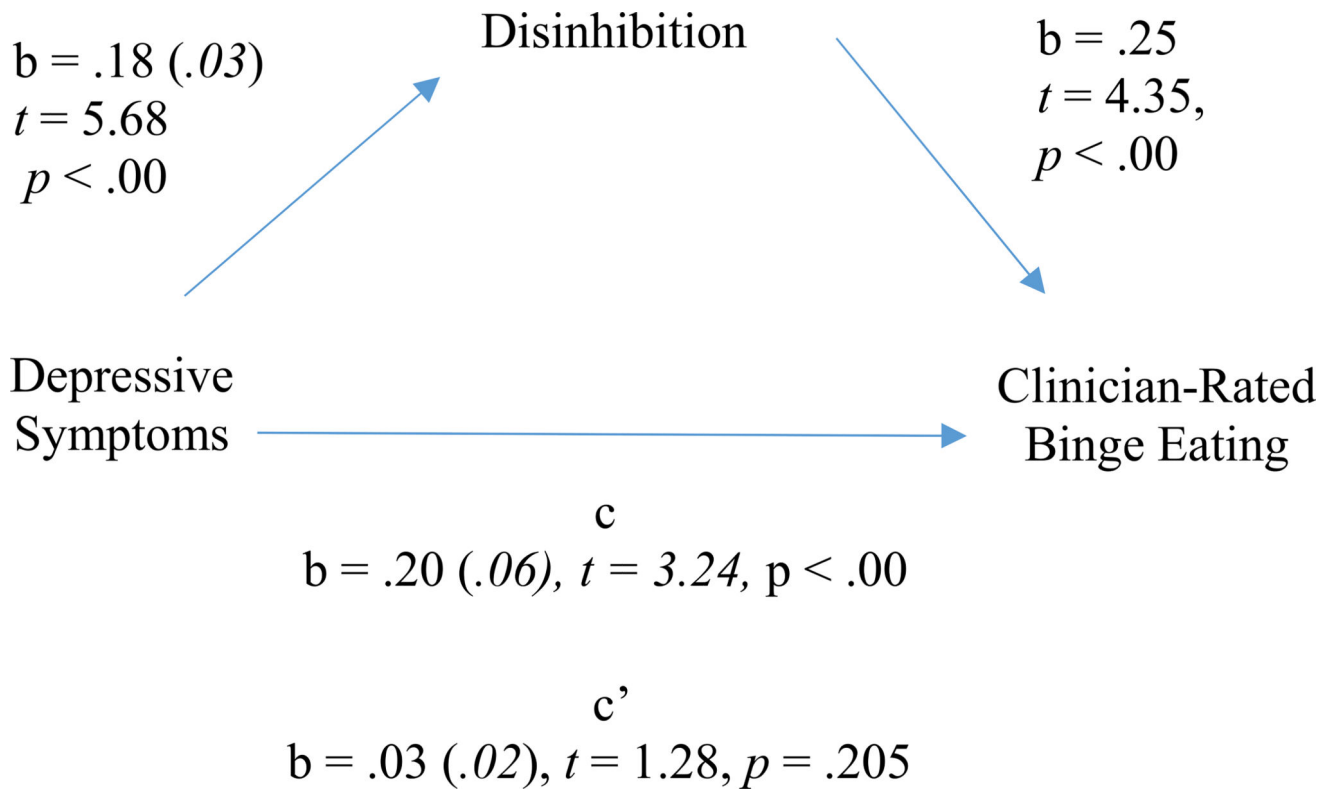 b = .18 (.03)
t = 5.68
p < .00
Disinhibition
b = .25
t = 4.35,
p < .00
Depressive
Symptoms
Clinician-Rated
Binge Eating
c
b = .20 (.06), t = 3.24, p < .00
c’
b = .03 (.02), t = 1.28, p = .205